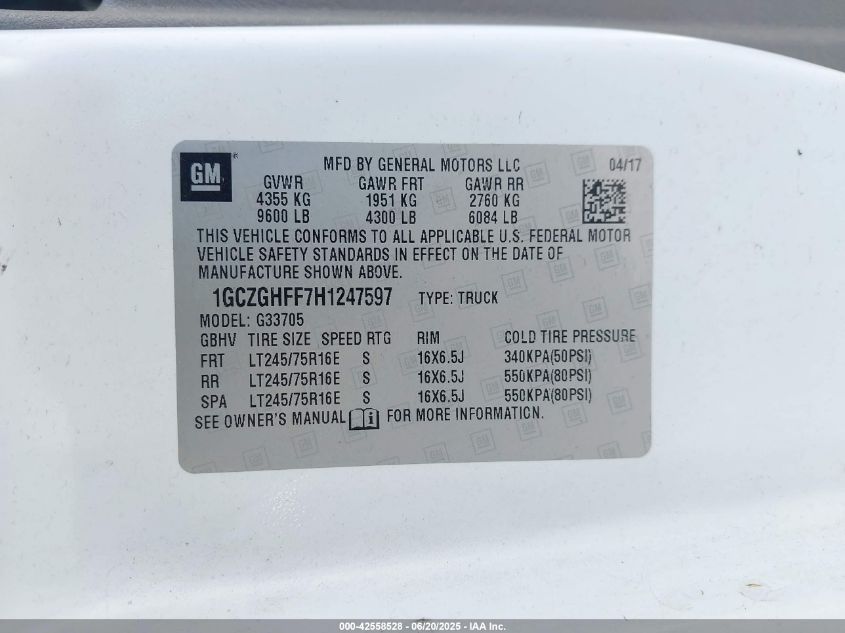 GM
MFD BY GENERAL MOTORS LLC 04/17
GVWR GAWR FRT GAWR RR
4355 KG 1951 KG 2760 KG
9600 LB 4300 LB 6084 LB
THIS VEHICLE CONFORMS TO ALL APPLICABLE U.S. FEDERAL MOTOR
VEHICLE SAFETY STANDARDS IN EFFECT ON THE DATE OF
MANUFACTURE SHOWN ABOVE.
1GCZGHFF7H1247597 TYPE: TRUCK
MODEL: G33705
GBHV TIRE SIZE SPEED RTG RIM COLD TIRE PRESSURE
FRT LT245/75R16E S 16X6.5J 340KPA(50PSI)
RR LT245/75R16E S 16X6.5J 550KPA(80PSI)
SPA LT245/75R16E S 16X6.5J 550KPA(80PSI)
SEE OWNER'S MANUAL i FOR MORE INFORMATION.
000-42558528 - 06/20/2025 - IAA Inc.